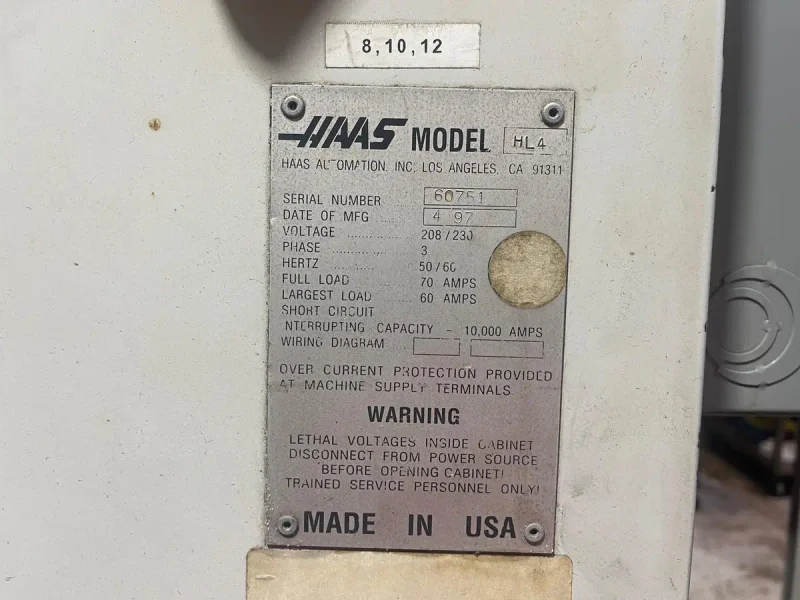 8,10,12
HAAS MODEL HL4
HAAS AUTOMATION, INC. LOS ANGELES, CA 91311
SERIAL NUMBER 60751
DATE OF MFG .... 4 97
VOLTAGE ............... 208/230
PHASE ............... 3
HERTZ ............... 50/60
FULL LOAD ........ 70 AMPS
LARGEST LOAD .... 60 AMPS
SHORT CIRCUIT
INTERRUPTING CAPACITY – 10,000 AMPS
WIRING DIAGRAM ....
OVER CURRENT PROTECTION PROVIDED
AT MACHINE SUPPLY TERMINALS
WARNING
LETHAL VOLTAGES INSIDE CABINET
DISCONNECT FROM POWER SOURCE
BEFORE OPENING CABINET!
TRAINED SERVICE PERSONNEL ONLY!
MADE IN USA